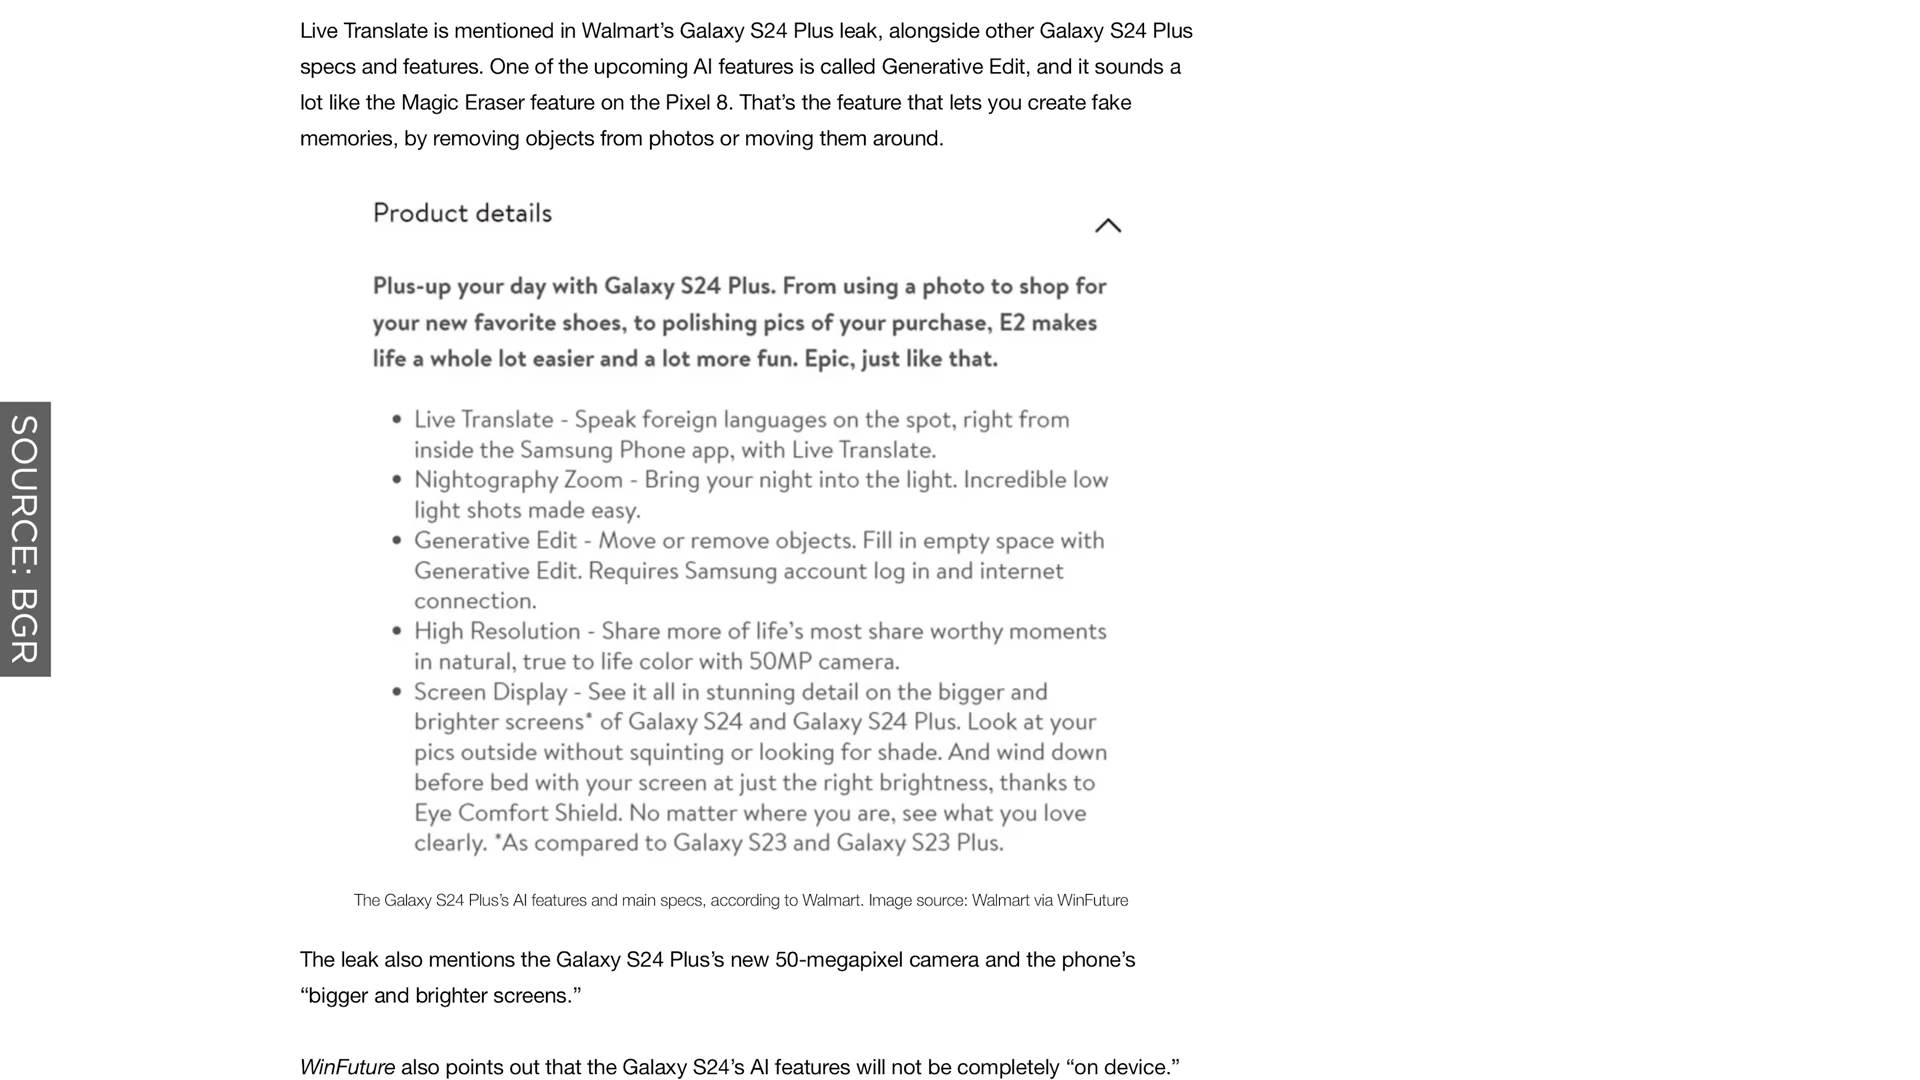 Live Translate is mentioned in Walmart’s Galaxy S24 Plus leak, alongside other Galaxy S24 Plus
specs and features. One of the upcoming AI features is called Generative Edit, and it sounds a
lot like the Magic Eraser feature on the Pixel 8. That’s the feature that lets you create fake
memories, by removing objects from photos or moving them around.
Product details
Plus-up your day with Galaxy S24 Plus. From using a photo to shop for
your new favorite shoes, to polishing pics of your purchase, E2 makes
life a whole lot easier and a lot more fun. Epic, just like that.
• Live Translate - Speak foreign languages on the spot, right from
inside the Samsung Phone app, with Live Translate.
• Nightography Zoom - Bring your night into the light. Incredible low
light shots made easy.
• Generative Edit - Move or remove objects. Fill in empty space with
Generative Edit. Requires Samsung account log in and internet
connection.
• High Resolution - Share more of life’s most share worthy moments
in natural, true to life color with 50MP camera.
• Screen Display - See it all in stunning detail on the bigger and
brighter screens* of Galaxy S24 and Galaxy S24 Plus. Look at your
pics outside without squinting or looking for shade. And wind down
before bed with your screen at just the right brightness, thanks to
Eye Comfort Shield. No matter where you are, see what you love
clearly. *As compared to Galaxy S23 and Galaxy S23 Plus.
The Galaxy S24 Plus’s AI features and main specs, according to Walmart. Image source: Walmart via WinFuture
The leak also mentions the Galaxy S24 Plus’s new 50-megapixel camera and the phone’s
“bigger and brighter screens.”
WinFuture also points out that the Galaxy S24’s AI features will not be completely “on device.”
SOURCE: BGR